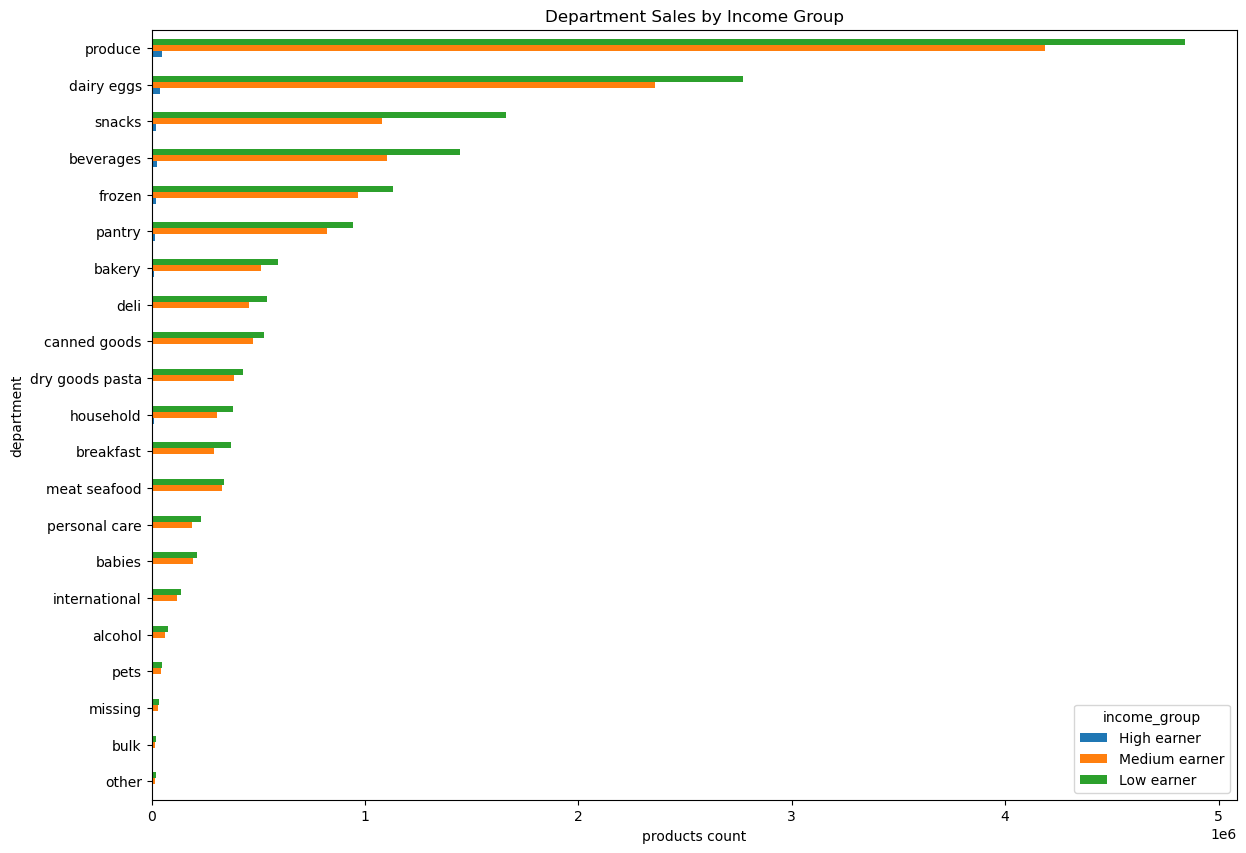 Department Sales by Income Group
produce
dairy eggs
snacks
beverages
frozen
pantry
bakery
deli
canned goods
dry goods pasta
household
breakfast
meat seafood
personal care
babies
international
alcohol
pets
missing
bulk
other
department
0 1 2 3 4 5
1e6
products count
income_group
High earner
Medium earner
Low earner